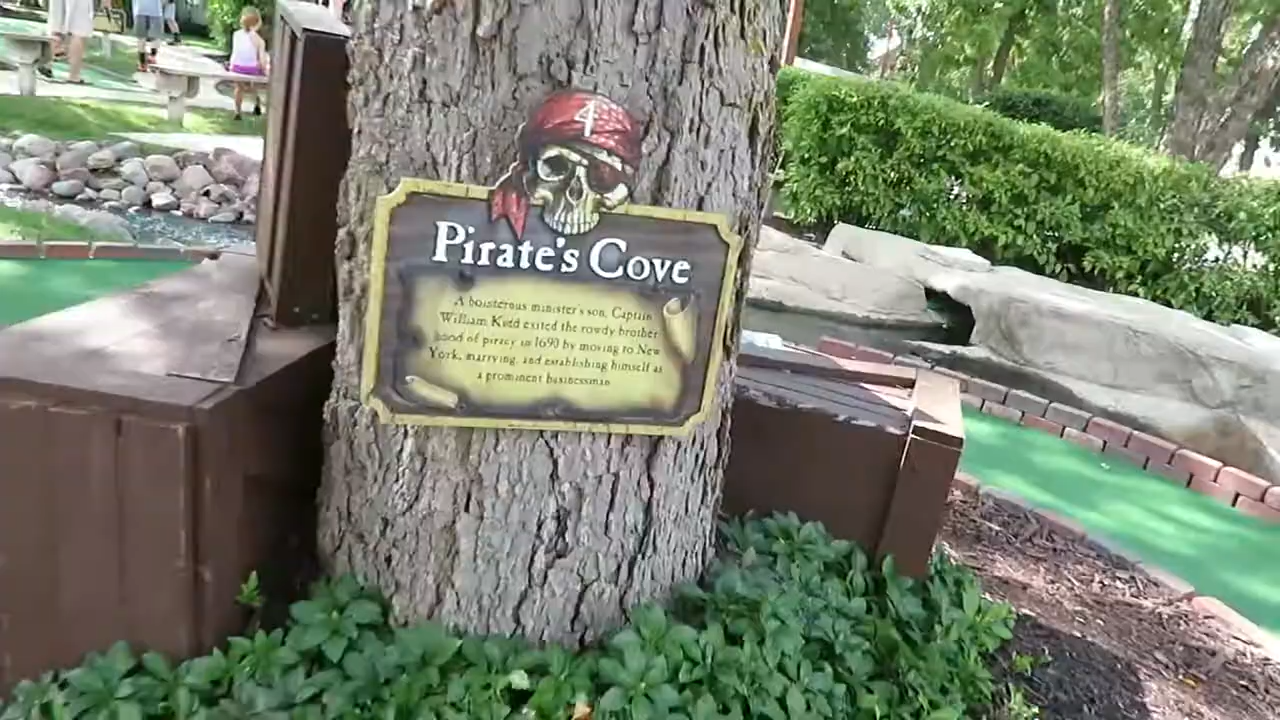 4
Pirate's Cove
A boisterous minister's son, Captain
William Kidd exited the rowdy brother
hood of piracy in 1690 by moving to New
York, marrying, and establishing himself as
a prominent businessman